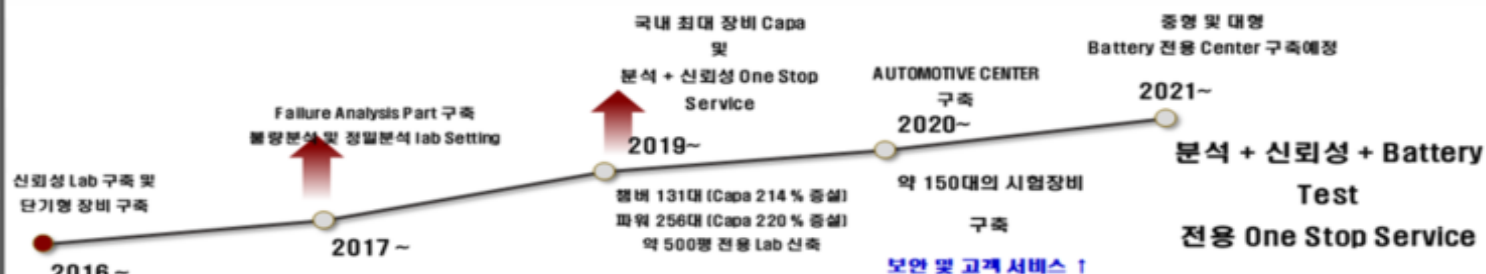 신뢰성 Lab 구축 및
단기형 장비 구축
2016~
Failure Analysis Part 구축
불량분석 및 정밀분석 lab Setting
2017~
국내 최대 장비 Capa
및
분석 + 신뢰성 One Stop
Service
2019~
챔버 131대 (Capa 214 % 증설)
파워 256대 (Capa 220 % 증설)
약 500평 전용 Lab 신축
AUTOMOTIVE CENTER
구축
2020~
약 150대의 시험장비
구축
보안 및 고객 서비스 ↑
중형 및 대형
Battery 전용 Center 구축예정
2021~
분석 + 신뢰성 + Battery
Test
전용 One Stop Service